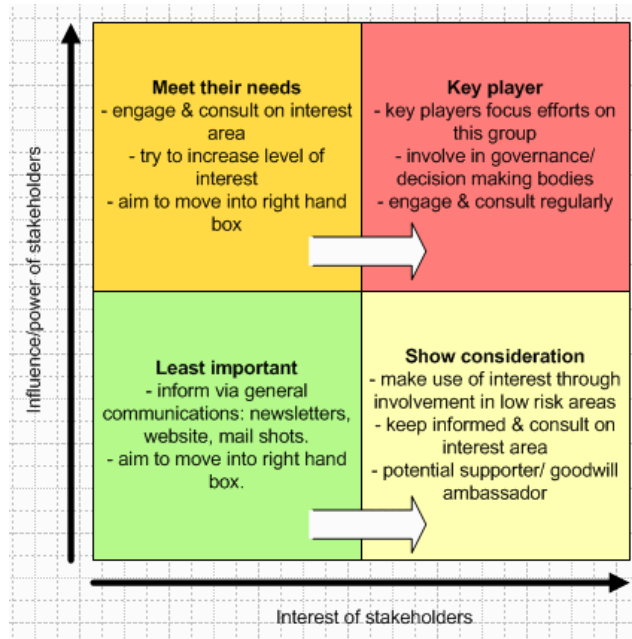 Influence/power of stakeholders
Meet their needs
- engage & consult on interest
area
- try to increase level of
interest
- aim to move into right hand
box
Key player
- key players focus efforts on
this group
- involve in governance/
decision making bodies
- engage & consult regularly
Least important
- inform via general
communications: newsletters,
website, mail shots.
- aim to move into right hand
box.
Show consideration
- make use of interest through
involvement in low risk areas
- keep informed & consult on
interest area
- potential supporter/ goodwill
ambassador
Interest of stakeholders